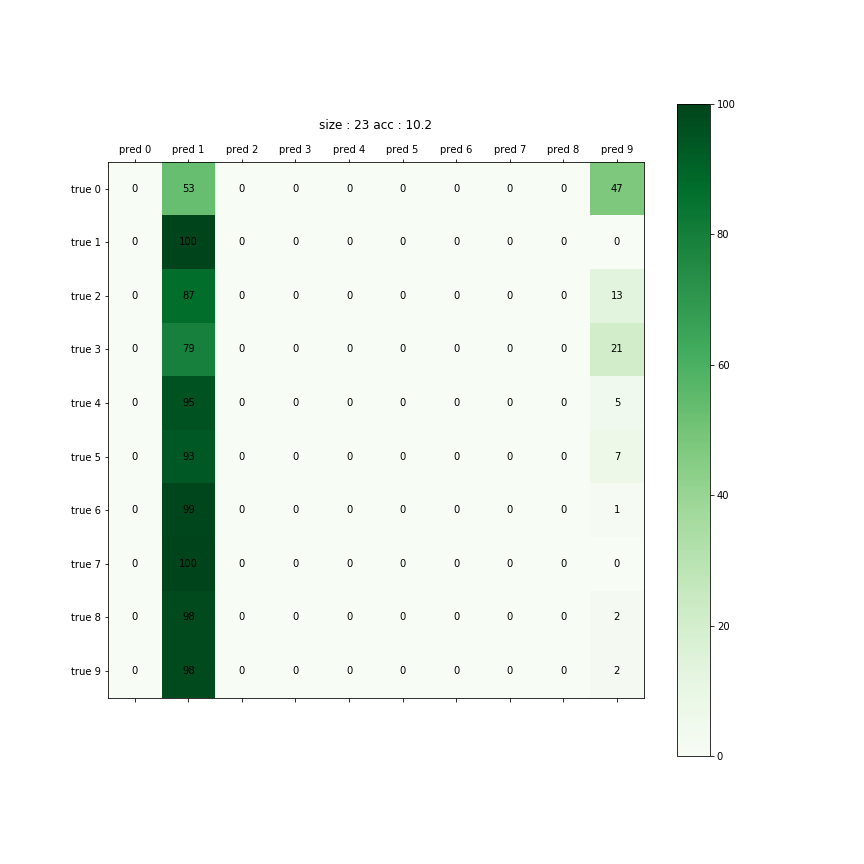 size : 23 acc : 10.2
pred 0 pred 1 pred 2 pred 3 pred 4 pred 5 pred 6 pred 7 pred 8 pred 9
true 0 0 53 0 0 0 0 0 0 0 47
true 1 0 100 0 0 0 0 0 0 0 0
true 2 0 87 0 0 0 0 0 0 0 13
true 3 0 79 0 0 0 0 0 0 0 21
true 4 0 95 0 0 0 0 0 0 0 5
true 5 0 93 0 0 0 0 0 0 0 7
true 6 0 99 0 0 0 0 0 0 0 1
true 7 0 100 0 0 0 0 0 0 0 0
true 8 0 98 0 0 0 0 0 0 0 2
true 9 0 98 0 0 0 0 0 0 0 2
100
80
60
40
20
0